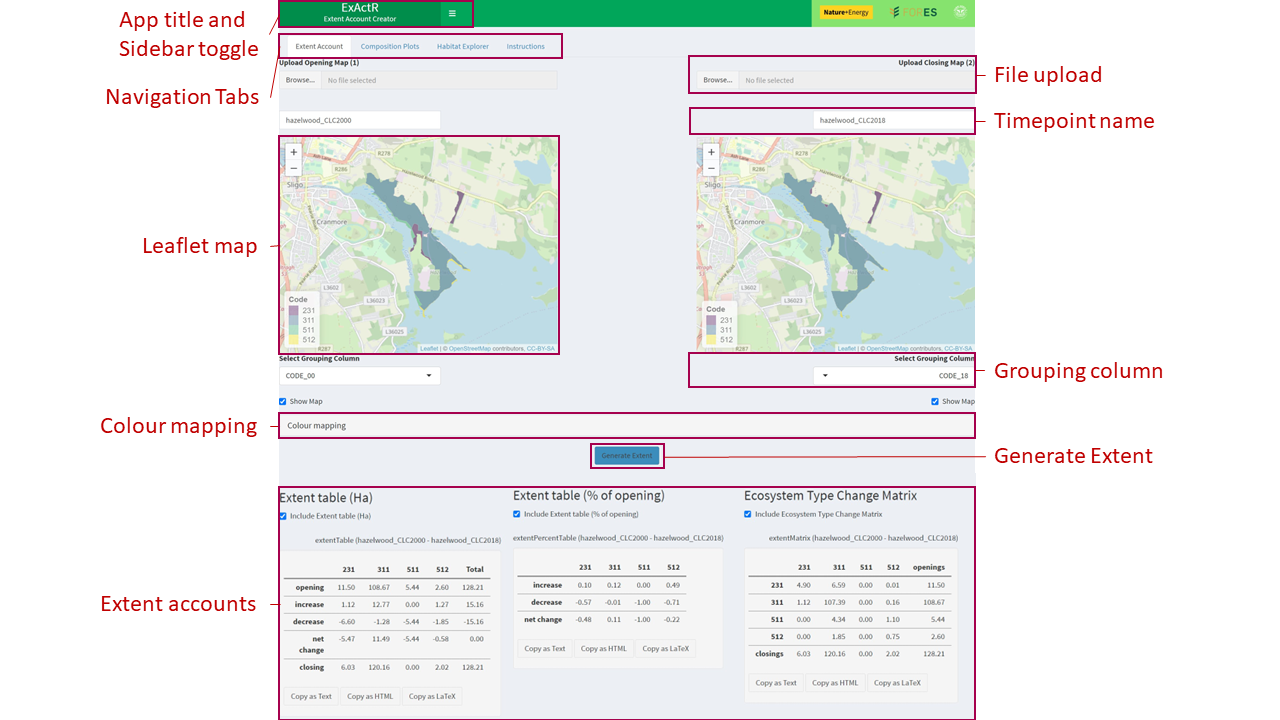 App title and
Sidebar toggle
Navigation Tabs
Leaflet map
Colour mapping
Extent accounts
File upload
Timepoint name
Grouping column
Generate Extent
ExActR
Extent Account Creator
Nature+Energy
FORES
Extent Account Composition Plots Habitat Explorer Instructions
Upload Opening Map (1) Upload Closing Map (2)
Browse... No file selected Browse... No file selected
hazelwood_CLC2000 hazelwood_CLC2018
+ +
− −
R278 R278
R286 R286
Ash Lane
Hazelwood Road
Sligo Sligo
Cranmore Cranmore
L3602 L3602
L36023 L36023
L36025 L36025
R287 R287
Code Code
231 231
311 311
511 511
512 512
Leaflet | © OpenStreetMap contributors, CC-BY-SA Leaflet | © OpenStreetMap contributors, CC-BY-SA
Select Grouping Column Select Grouping Column
CODE_00 CODE_18
Show Map Show Map
Colour mapping
Generate Extent
Extent table (Ha)
Include Extent table (Ha)
extentTable (hazelwood_CLC2000 - hazelwood_CLC2018)
231 311 511 512 Total
opening 11.50 108.67 5.44 2.60 128.21
increase 1.12 12.77 0.00 1.27 15.16
decrease -6.60 -1.28 -5.44 -1.85 -15.16
net -5.47 11.49 -5.44 -0.58 0.00
change
closing 6.03 120.16 0.00 2.02 128.21
Copy as Text Copy as HTML Copy as LaTeX
Extent table (% of opening)
Include Extent table (% of opening)
extentPercentTable (hazelwood_CLC2000 - hazelwood_CLC2018)
231 311 511 512
increase 0.10 0.12 0.00 0.49
decrease -0.57 -0.01 -1.00 -0.71
net change -0.48 0.11 -1.00 -0.22
Copy as Text Copy as HTML Copy as LaTeX
Ecosystem Type Change Matrix
Include Ecosystem Type Change Matrix
extentMatrix (hazelwood_CLC2000 - hazelwood_CLC2018)
231 311 511 512 openings
231 4.90 6.59 0.00 0.01 11.50
311 1.12 107.39 0.00 0.16 108.67
511 0.00 4.34 0.00 1.10 5.44
512 0.00 1.85 0.00 0.75 2.60
closings 6.03 120.16 0.00 2.02 128.21
Copy as Text Copy as HTML Copy as LaTeX